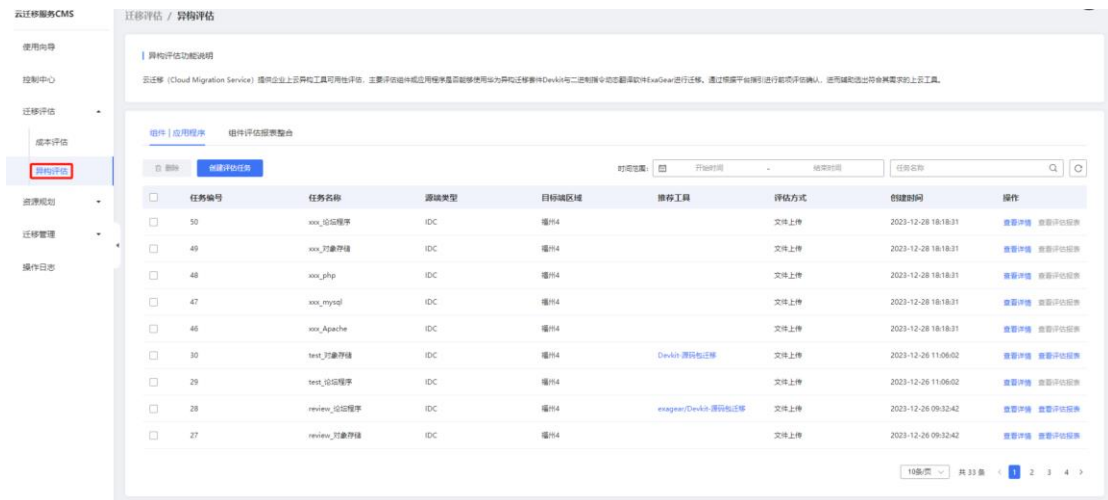 云迁移服务CMS
迁移评估 / 异构评估
使用向导
控制中心
迁移评估
成本评估
异构评估
资源规划
迁移管理
操作日志
异构评估功能说明
云迁移（Cloud Migration Service）提供企业上云异构工具可用性评估，主要评估组件或应用程序是否能够使用华为异构迁移套件Devkit与二进制指令动态翻译软件ExaGear进行迁移。通过根据平台指引进行前项评估确认，进而辅助选出符合其需求的上云工具。
组件 | 应用程序 组件评估报表整合
删除 创建评估任务 时间范围： 开始时间 - 结束时间 任务名称
任务编号 任务名称 源端类型 目标端区域 推荐工具 评估方式 创建时间 操作
50 xxx_论坛程序 IDC 福州4 文件上传 2023-12-28 18:18:31 查看详情 查看评估报表
49 xxx_对象存储 IDC 福州4 文件上传 2023-12-28 18:18:31 查看详情 查看评估报表
48 xxx_php IDC 福州4 文件上传 2023-12-28 18:18:31 查看详情 查看评估报表
47 xxx_mysql IDC 福州4 文件上传 2023-12-28 18:18:31 查看详情 查看评估报表
46 xxx_Apache IDC 福州4 文件上传 2023-12-28 18:18:31 查看详情 查看评估报表
30 test_对象存储 IDC 福州4 Devkit-源码包迁移 文件上传 2023-12-26 11:06:02 查看详情 查看评估报表
29 test_论坛程序 IDC 福州4 文件上传 2023-12-26 11:06:02 查看详情 查看评估报表
28 review_论坛程序 IDC 福州4 exagear/Devkit-源码包迁移 文件上传 2023-12-26 09:32:42 查看详情 查看评估报表
27 review_对象存储 IDC 福州4 文件上传 2023-12-26 09:32:42 查看详情 查看评估报表
10条/页 共 33 条 < 1 2 3 4 >